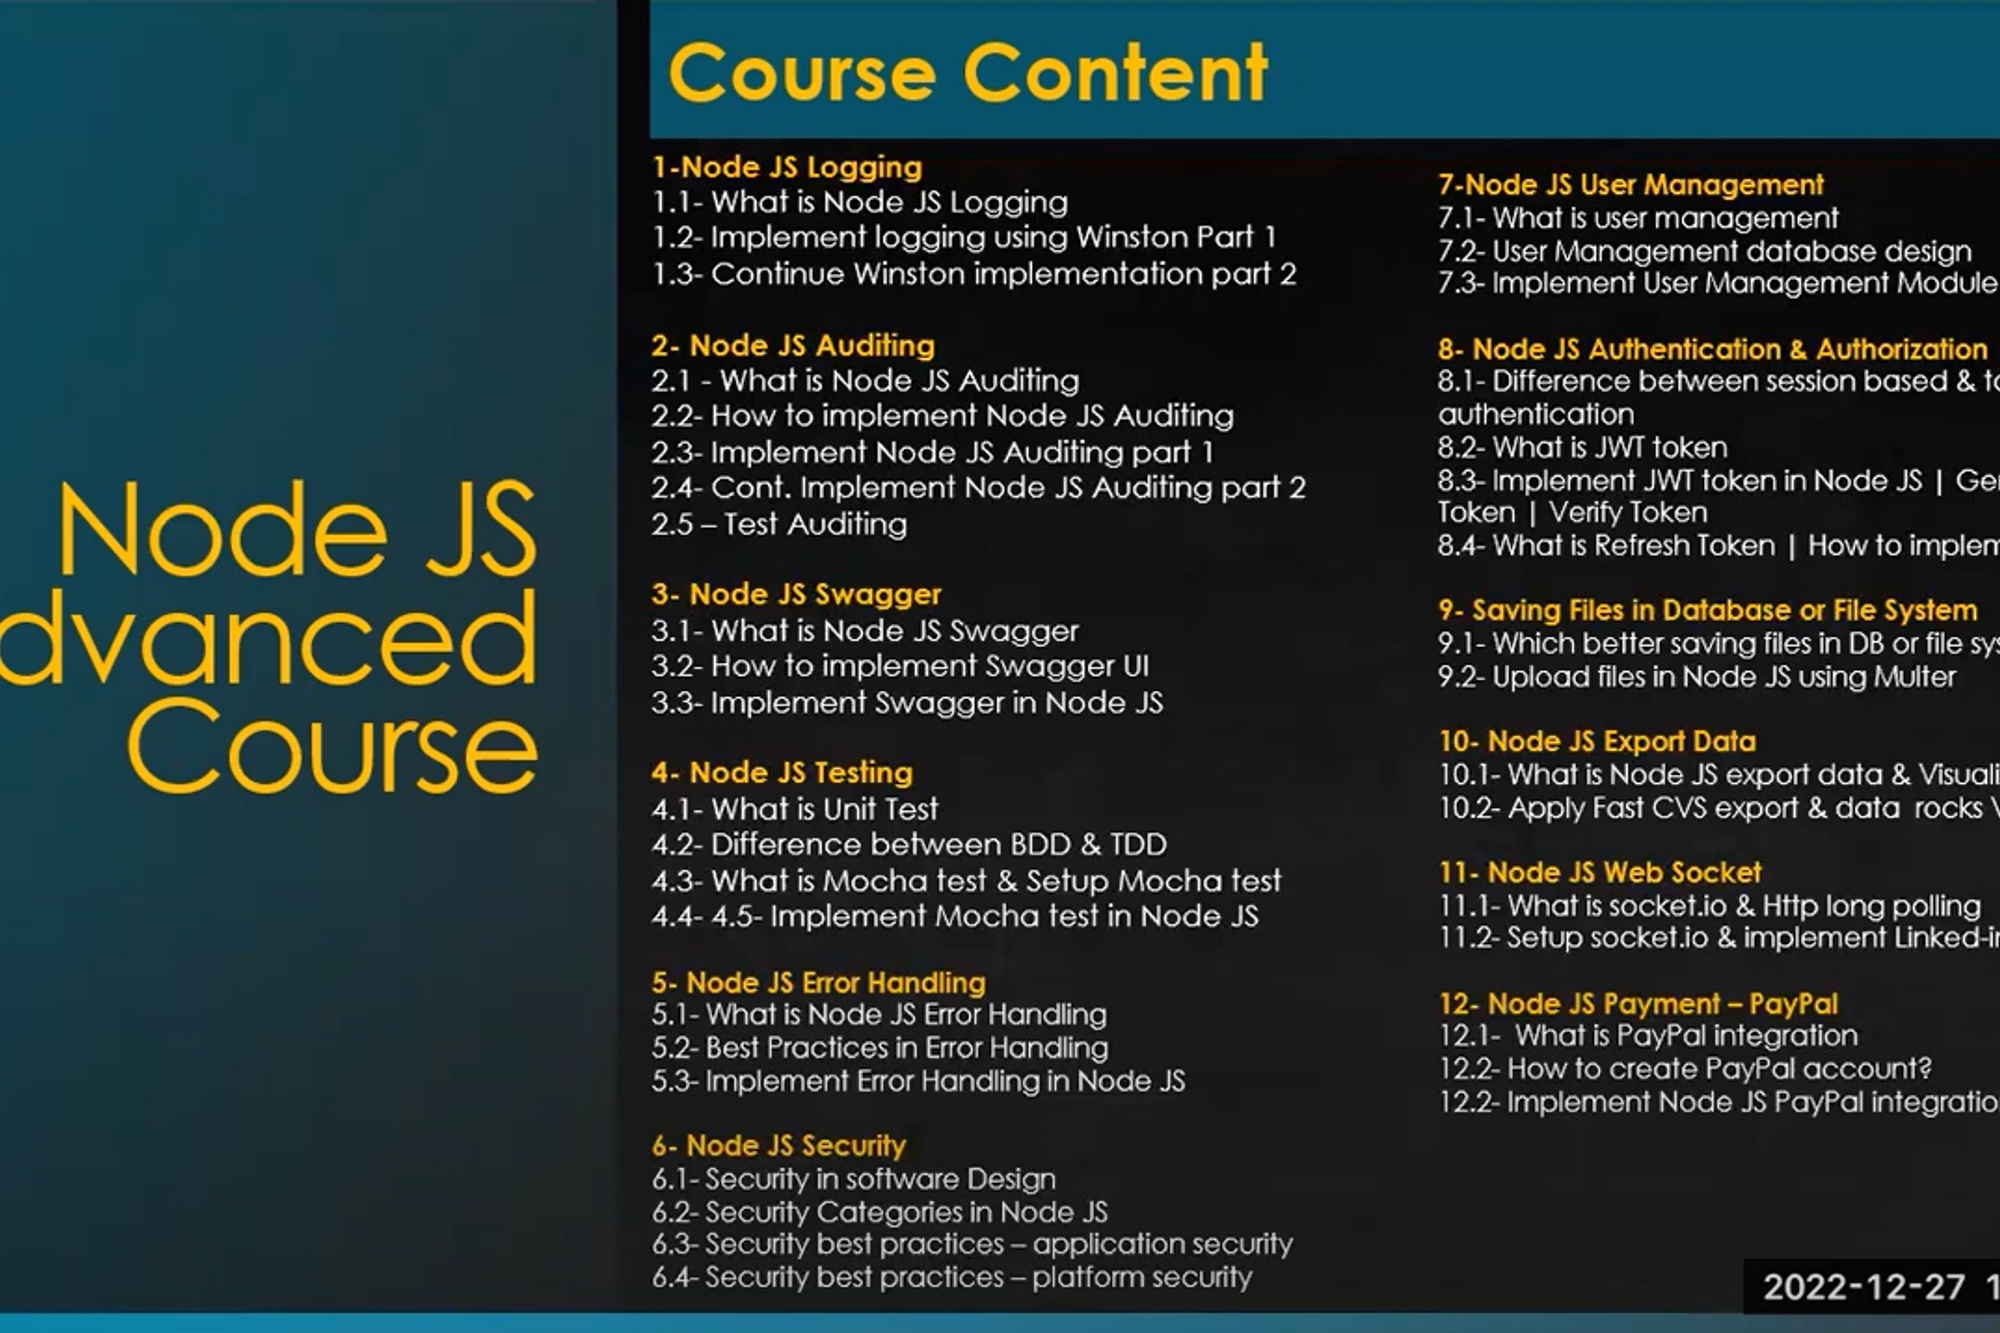 Node JS
dvanced
Course
Course Content
1-Node JS Logging
1.1- What is Node JS Logging
1.2- Implement logging using Winston Part 1
1.3- Continue Winston implementation part 2
2- Node JS Auditing
2.1 - What is Node JS Auditing
2.2- How to implement Node JS Auditing
2.3- Implement Node JS Auditing part 1
2.4- Cont. Implement Node JS Auditing part 2
2.5 – Test Auditing
3- Node JS Swagger
3.1- What is Node JS Swagger
3.2- How to implement Swagger UI
3.3- Implement Swagger in Node JS
4- Node JS Testing
4.1- What is Unit Test
4.2- Difference between BDD & TDD
4.3- What is Mocha test & Setup Mocha test
4.4- 4.5- Implement Mocha test in Node JS
5- Node JS Error Handling
5.1- What is Node JS Error Handling
5.2- Best Practices in Error Handling
5.3- Implement Error Handling in Node JS
6- Node JS Security
6.1- Security in software Design
6.2- Security Categories in Node JS
6.3- Security best practices – application security
6.4- Security best practices – platform security
7-Node JS User Management
7.1- What is user management
7.2- User Management database design
7.3- Implement User Management Module
8- Node JS Authentication & Authorization
8.1- Difference between session based &
authentication
8.2- What is JWT token
8.3- Implement JWT token in Node JS |
Token | Verify Token
8.4- What is Refresh Token | How to
9- Saving Files in Database or File System
9.1- Which better saving files in DB or file
9.2- Upload files in Node JS using Multer
10- Node JS Export Data
10.1- What is Node JS export data &
10.2- Apply Fast CVS export & data rocks
11- Node JS Web Socket
11.1- What is socket.io & Http long polling
11.2- Setup socket.io & implement
12- Node JS Payment – PayPal
12.1- What is PayPal integration
12.2- How to create PayPal account?
12.2- Implement Node JS PayPal
2022-12-27